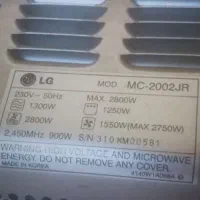 LG MOD MC-2002JR
230V~50Hz MAX. 2800W
1300W 1250W
2800W 1550W(MAX 2750W)
2,450MHz 900W S/N 310KM00581
WARNING-HIGH VOLTAGE AND MICROWAVE
ENERGY. DO NOT REMOVE THIS COVER.
MADE IN KOREA